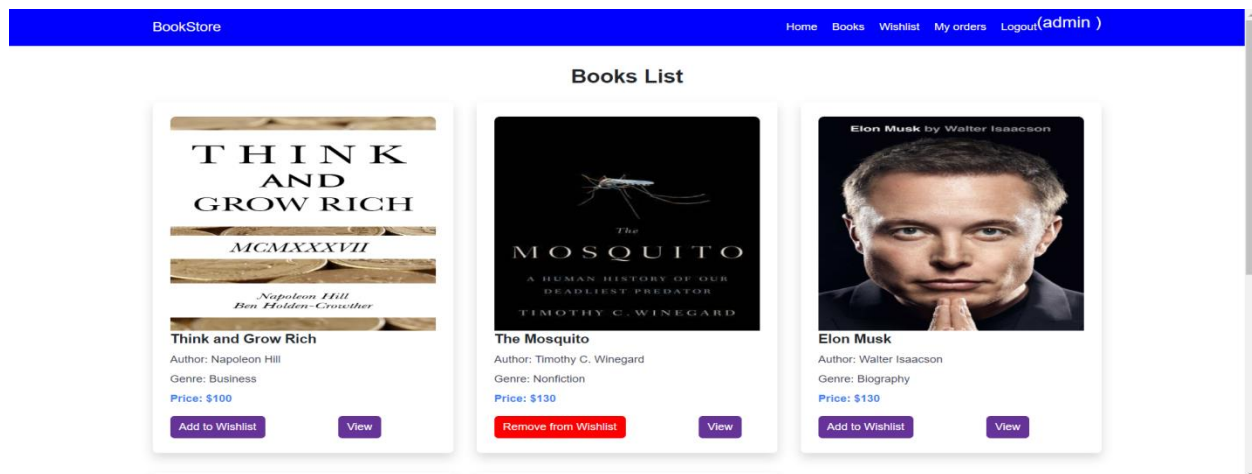 BookStore
Home Books Wishlist My orders Logout(admin )
Books List
THINK
AND
GROW RICH
MCMXXXVII
Napoleon Hill
Ben Holden-Crowther
Think and Grow Rich
Author: Napoleon Hill
Genre: Business
Price: $100
Add to Wishlist View
The
MOSQUITO
A HUMAN HISTORY OF OUR
DEADLIEST PREDATOR
TIMOTHY C. WINEGARD
The Mosquito
Author: Timothy C. Winegard
Genre: Nonfiction
Price: $130
Remove from Wishlist View
Elon Musk by Walter Isaacson
Elon Musk
Author: Walter Isaacson
Genre: Biography
Price: $130
Add to Wishlist View